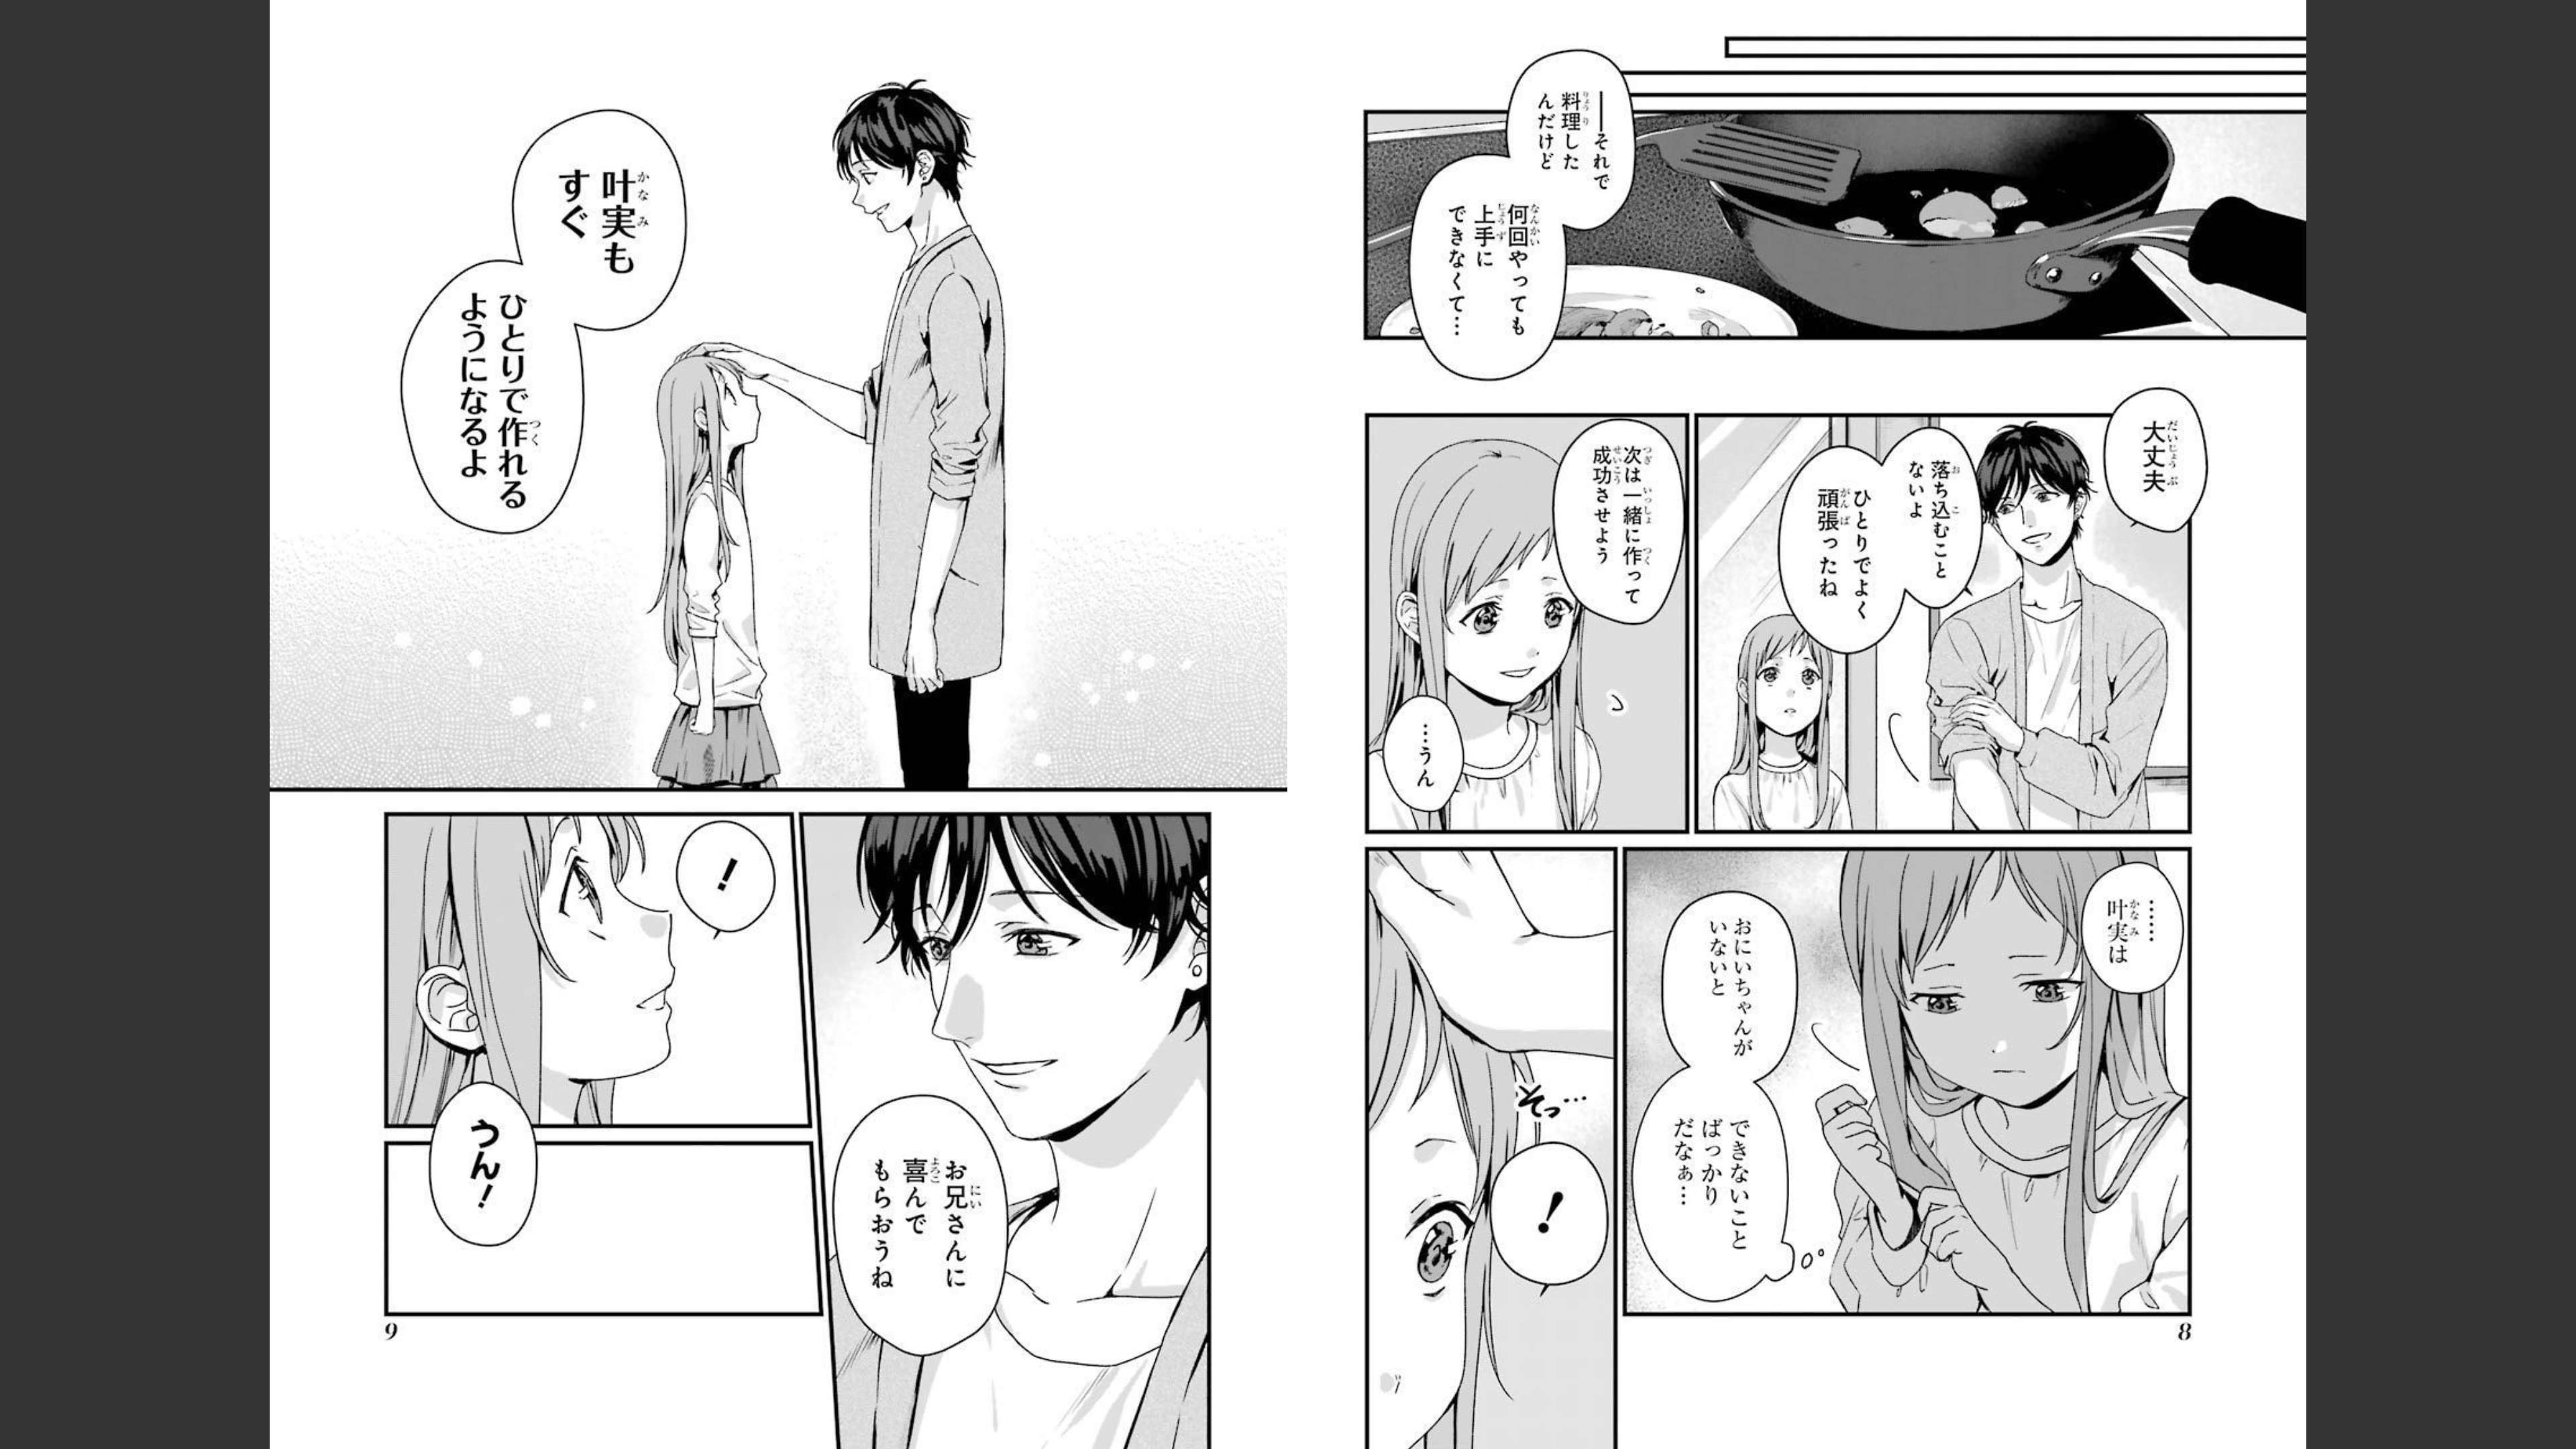 ――それで
料理した
んだけど
何回やっても
上手に
できなくて…
大丈夫
落ち込むこと
ないよ
ひとりでよく
頑張ったね
次は一緒に作って
成功させよう
…うん
……
叶実は
おにいちゃんが
いないと
できないこと
ばっかり
だなぁ…
そっ…
！
8
叶実も
すぐ
ひとりで作れる
ようになるよ
お兄さんに
喜んで
もらおうね
！
うん！
9